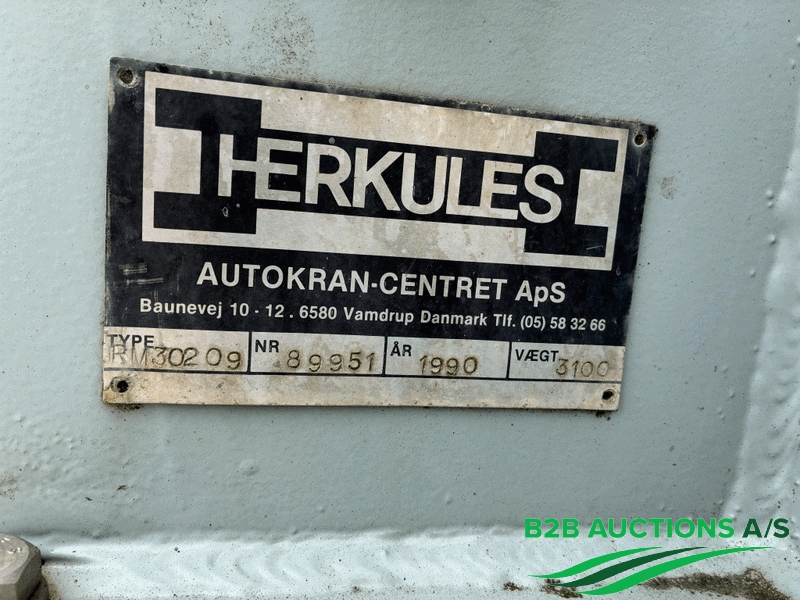 HERKULES
AUTOKRAN-CENTRET ApS
Baunevej 10 - 12 . 6580 Vamdrup Danmark Tlf. (05) 58 32 66
TYPE RM30209 NR 89951 ÅR 1990 VÆGT 3100
B2B AUCTIONS A/S